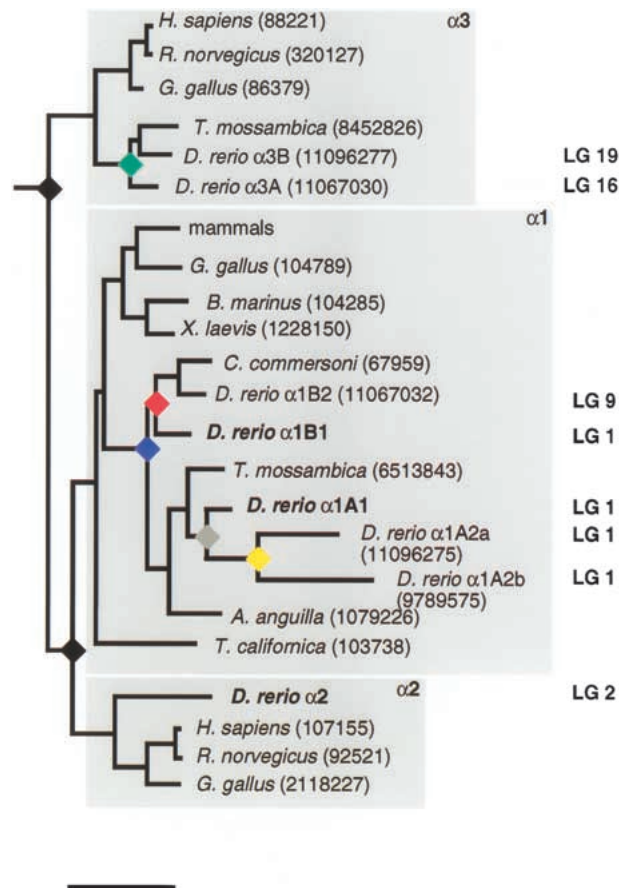 H. sapiens (88221) α3
R. norvegicus (320127)
G. gallus (86379)
T. mossambica (8452826)
D. rerio α3B (11096277) LG 19
D. rerio α3A (11067030) LG 16
α1
mammals
G. gallus (104789)
B. marinus (104285)
X. laevis (1228150)
C. commersoni (67959)
D. rerio α1B2 (11067032) LG 9
D. rerio α1B1 LG 1
T. mossambica (6513843)
D. rerio α1A1 LG 1
D. rerio α1A2a LG 1
(11096275)
D. rerio α1A2b LG 1
(9789575)
A. anguilla (1079226)
T. californica (103738)
D. rerio α2 α2 LG 2
H. sapiens (107155)
R. norvegicus (92521)
G. gallus (2118227)